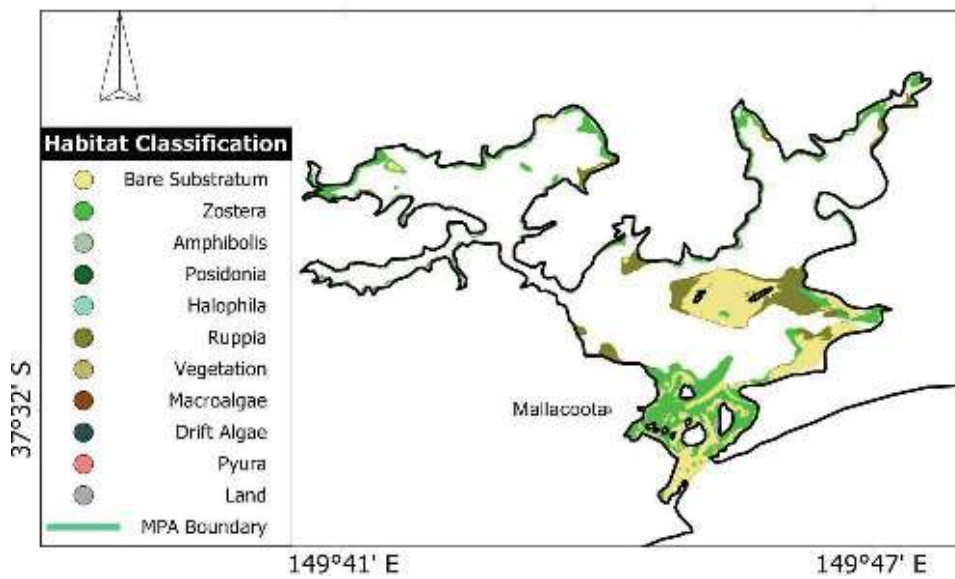 Habitat Classification
Bare Substratum
Zostera
Amphibolis
Posidonia
Halophila
Ruppia
Vegetation
Macroalgae
Drift Algae
Pyura
Land
MPA Boundary
Mallacoota
37°32' S
149°41' E
149°47' E